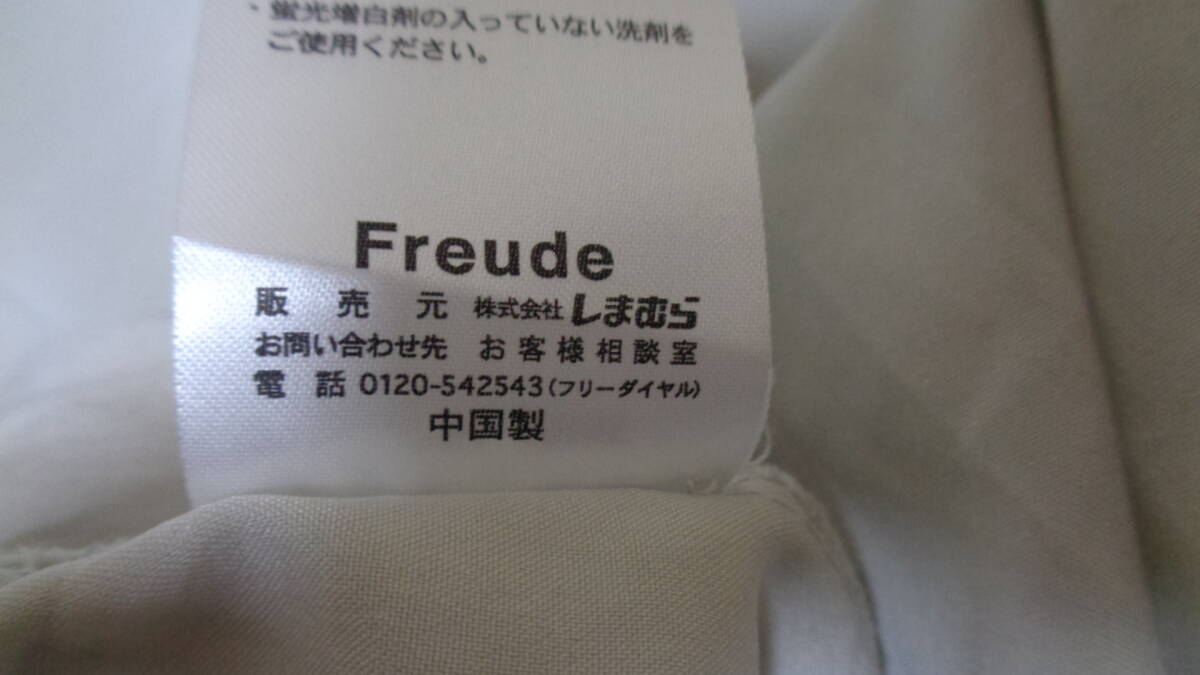 ・蛍光増白剤の入っていない洗剤を
ご使用ください。
Freude
販売元 株式会社しまむら
お問い合わせ先 お客様相談室
電話 0120-542543(フリーダイヤル)
中国製